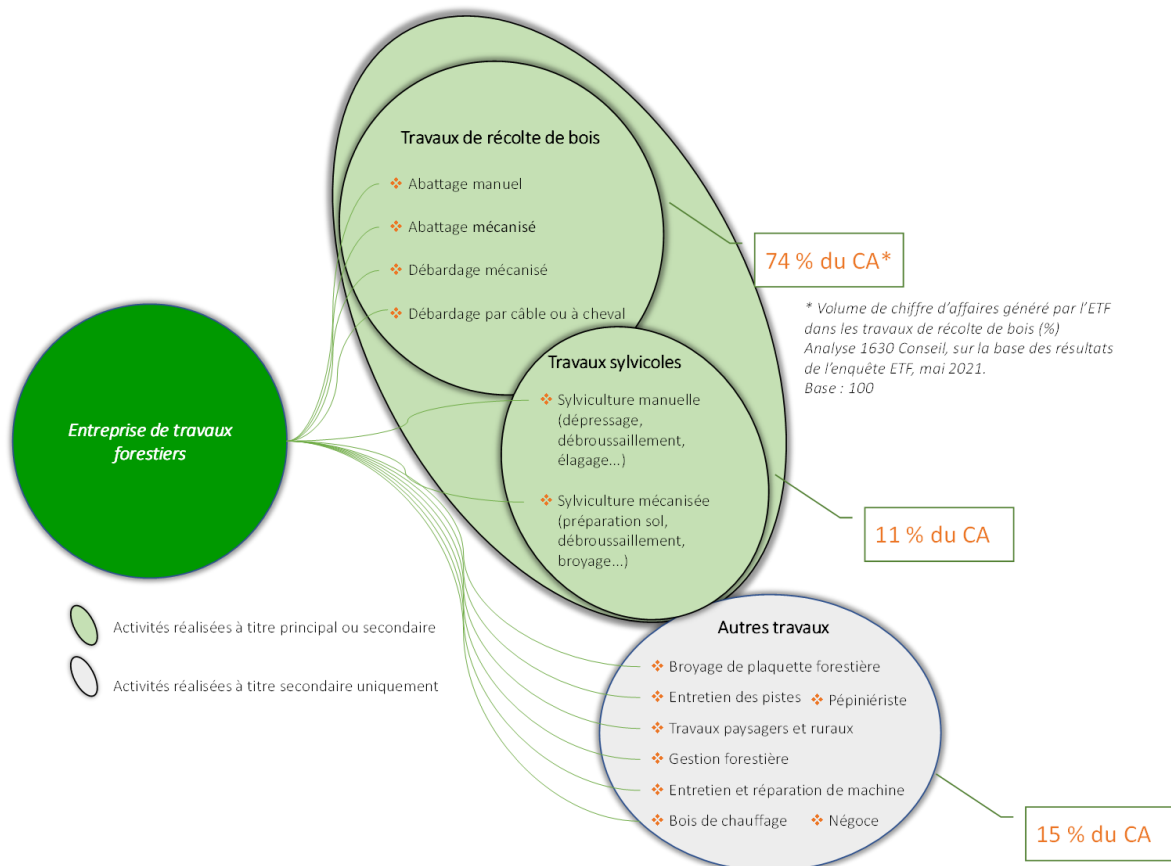 Travaux de récolte de bois
❖ Abattage manuel
❖ Abattage mécanisé
❖ Débardage mécanisé
❖ Débardage par câble ou à cheval
74 % du CA*
* Volume de chiffre d’affaires généré par l’ETF
dans les travaux de récolte de bois (%)
Analyse 1630 Conseil, sur la base des résultats
de l’enquête ETF, mai 2021.
Base : 100
Travaux sylvicoles
❖ Sylviculture manuelle
(dépressage,
débroussaillement,
élagage...)
❖ Sylviculture mécanisée
(préparation sol,
débroussaillement,
broyage...)
11 % du CA
Entreprise de travaux
forestiers
Activités réalisées à titre principal ou secondaire
Activités réalisées à titre secondaire uniquement
Autres travaux
❖ Broyage de plaquette forestière
❖ Entretien des pistes ❖ Pépiniériste
❖ Travaux paysagers et ruraux
❖ Gestion forestière
❖ Entretien et réparation de machine
❖ Bois de chauffage ❖ Négoce
15 % du CA